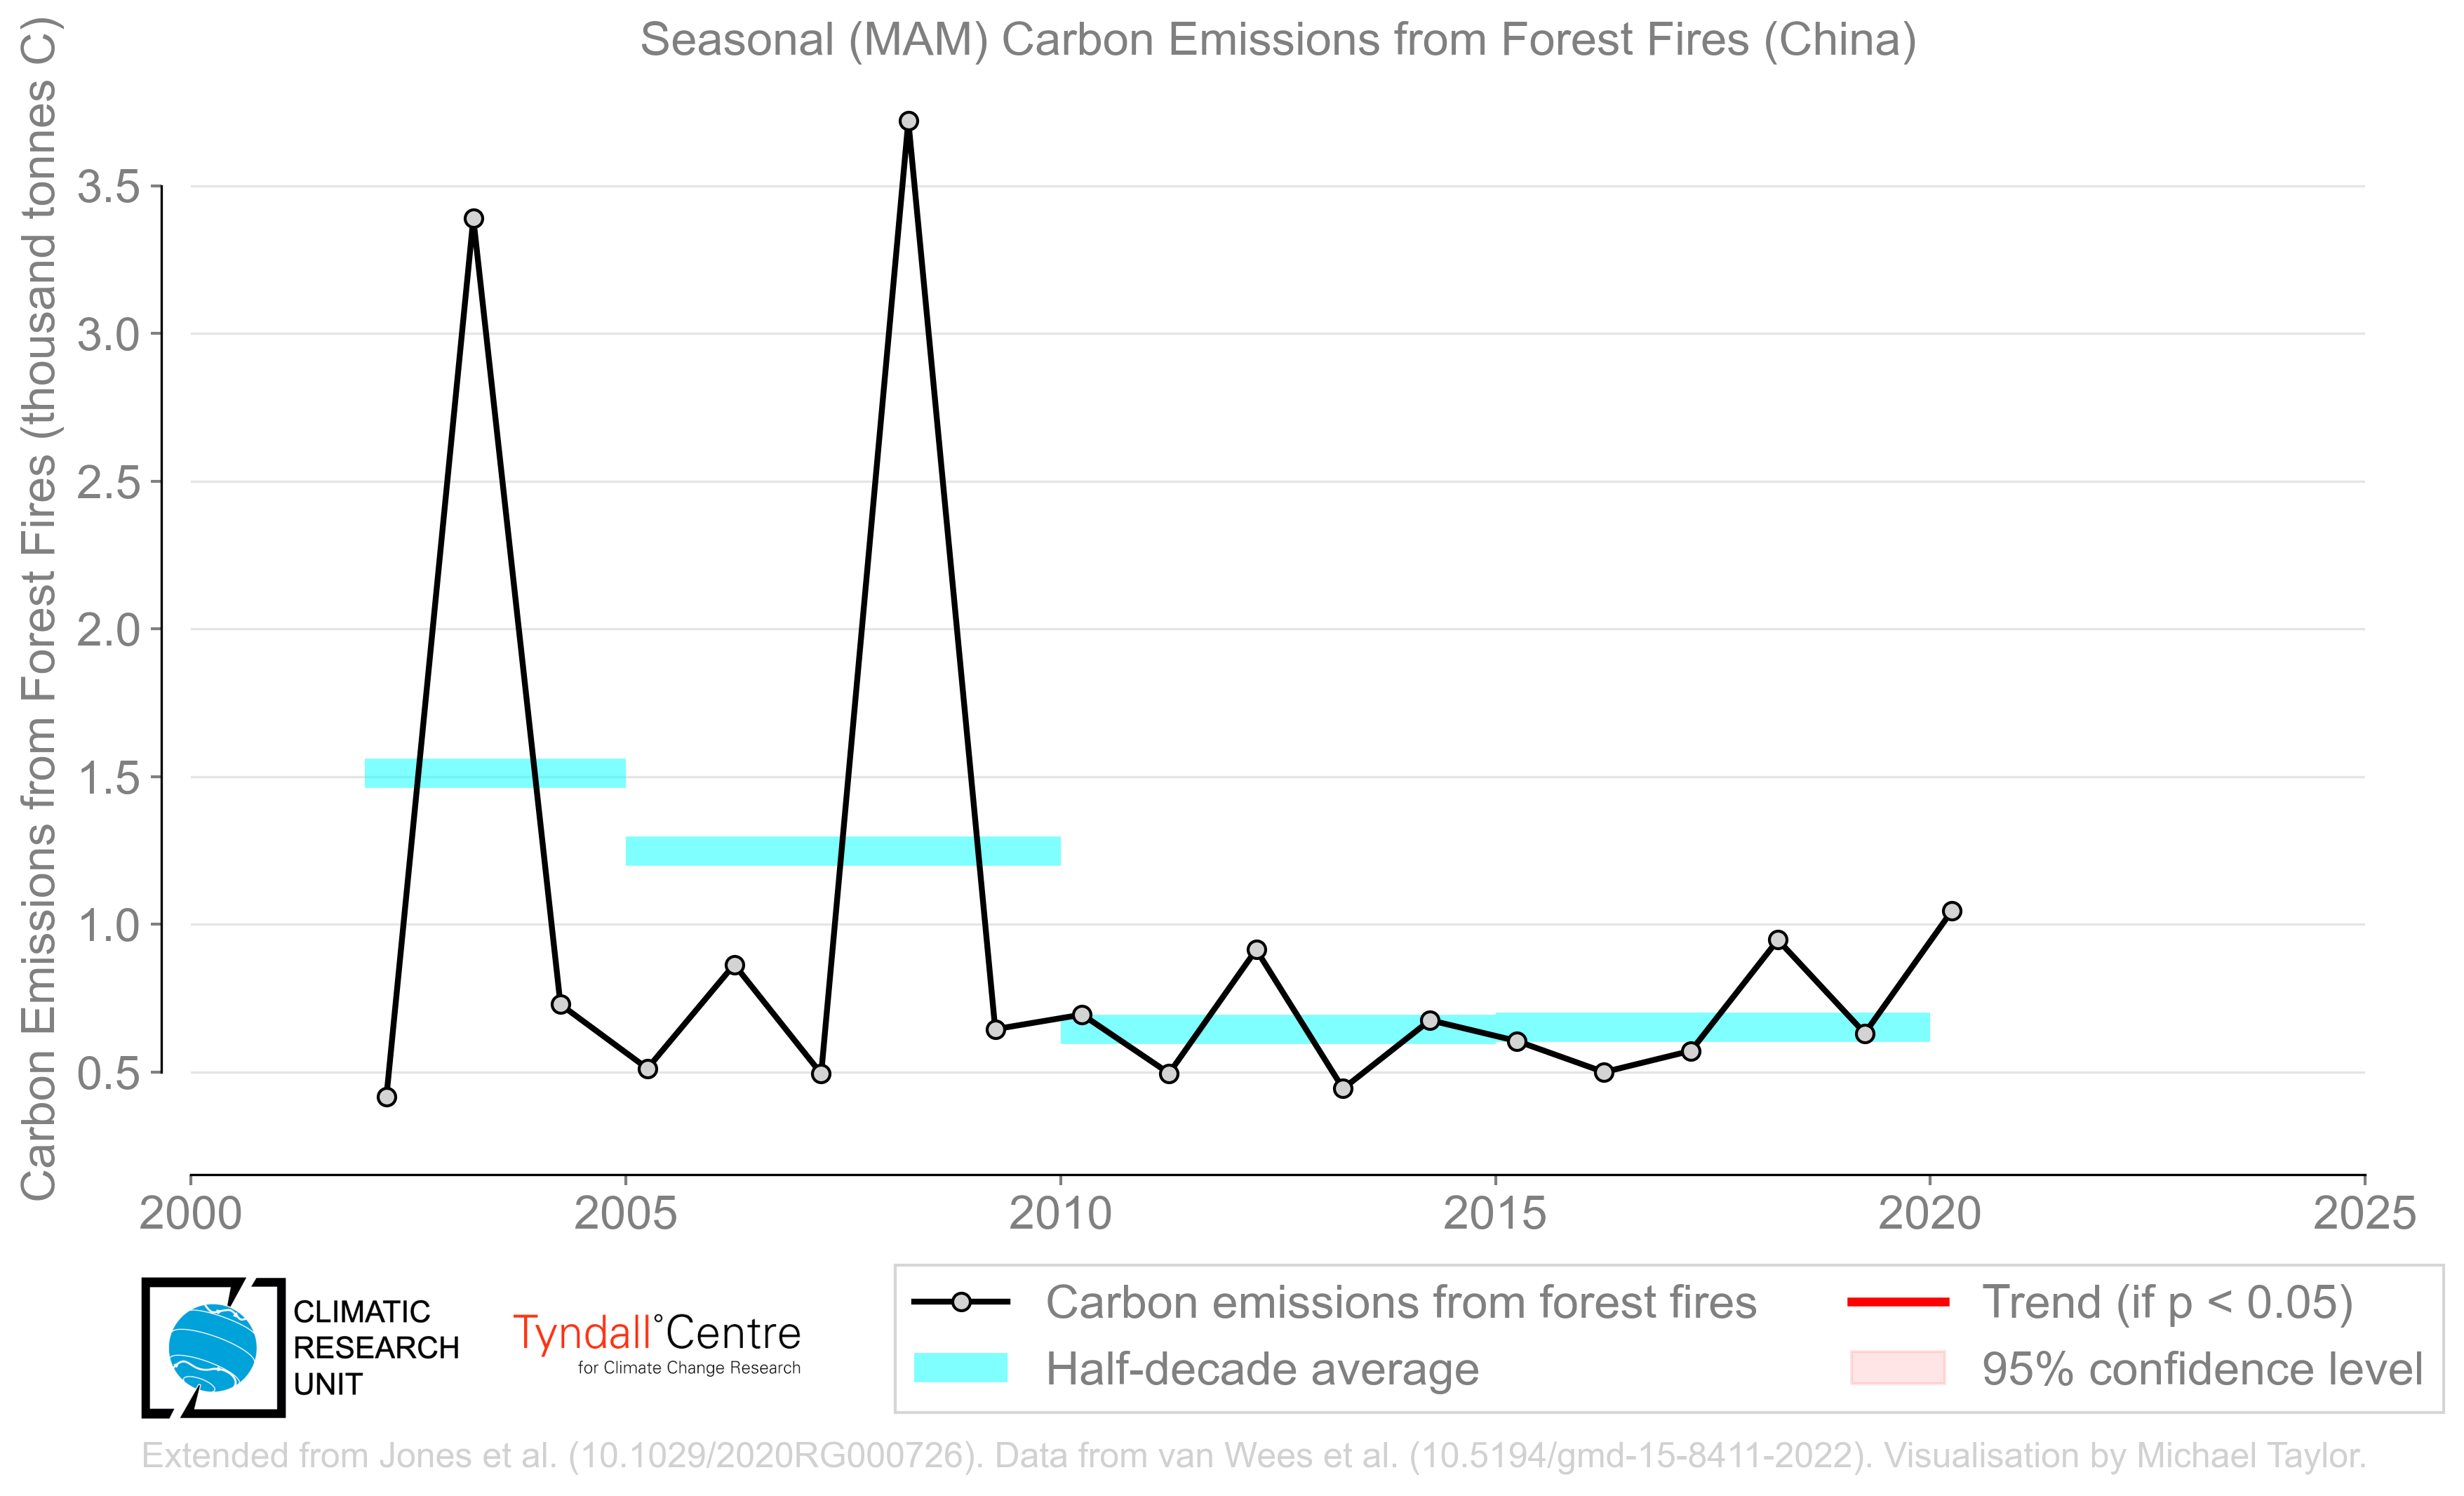 Seasonal (MAM) Carbon Emissions from Forest Fires (China)
Carbon Emissions from Forest Fires (thousand tonnes C)
3.5
3.0
2.5
2.0
1.5
1.0
0.5
2000 2005 2010 2015 2020 2025
CLIMATIC
RESEARCH
UNIT
Tyndall°Centre
for Climate Change Research
Carbon emissions from forest fires
Half-decade average
Trend (if p < 0.05)
95% confidence level
Extended from Jones et al. (10.1029/2020RG000726). Data from van Wees et al. (10.5194/gmd-15-8411-2022). Visualisation by Michael Taylor.